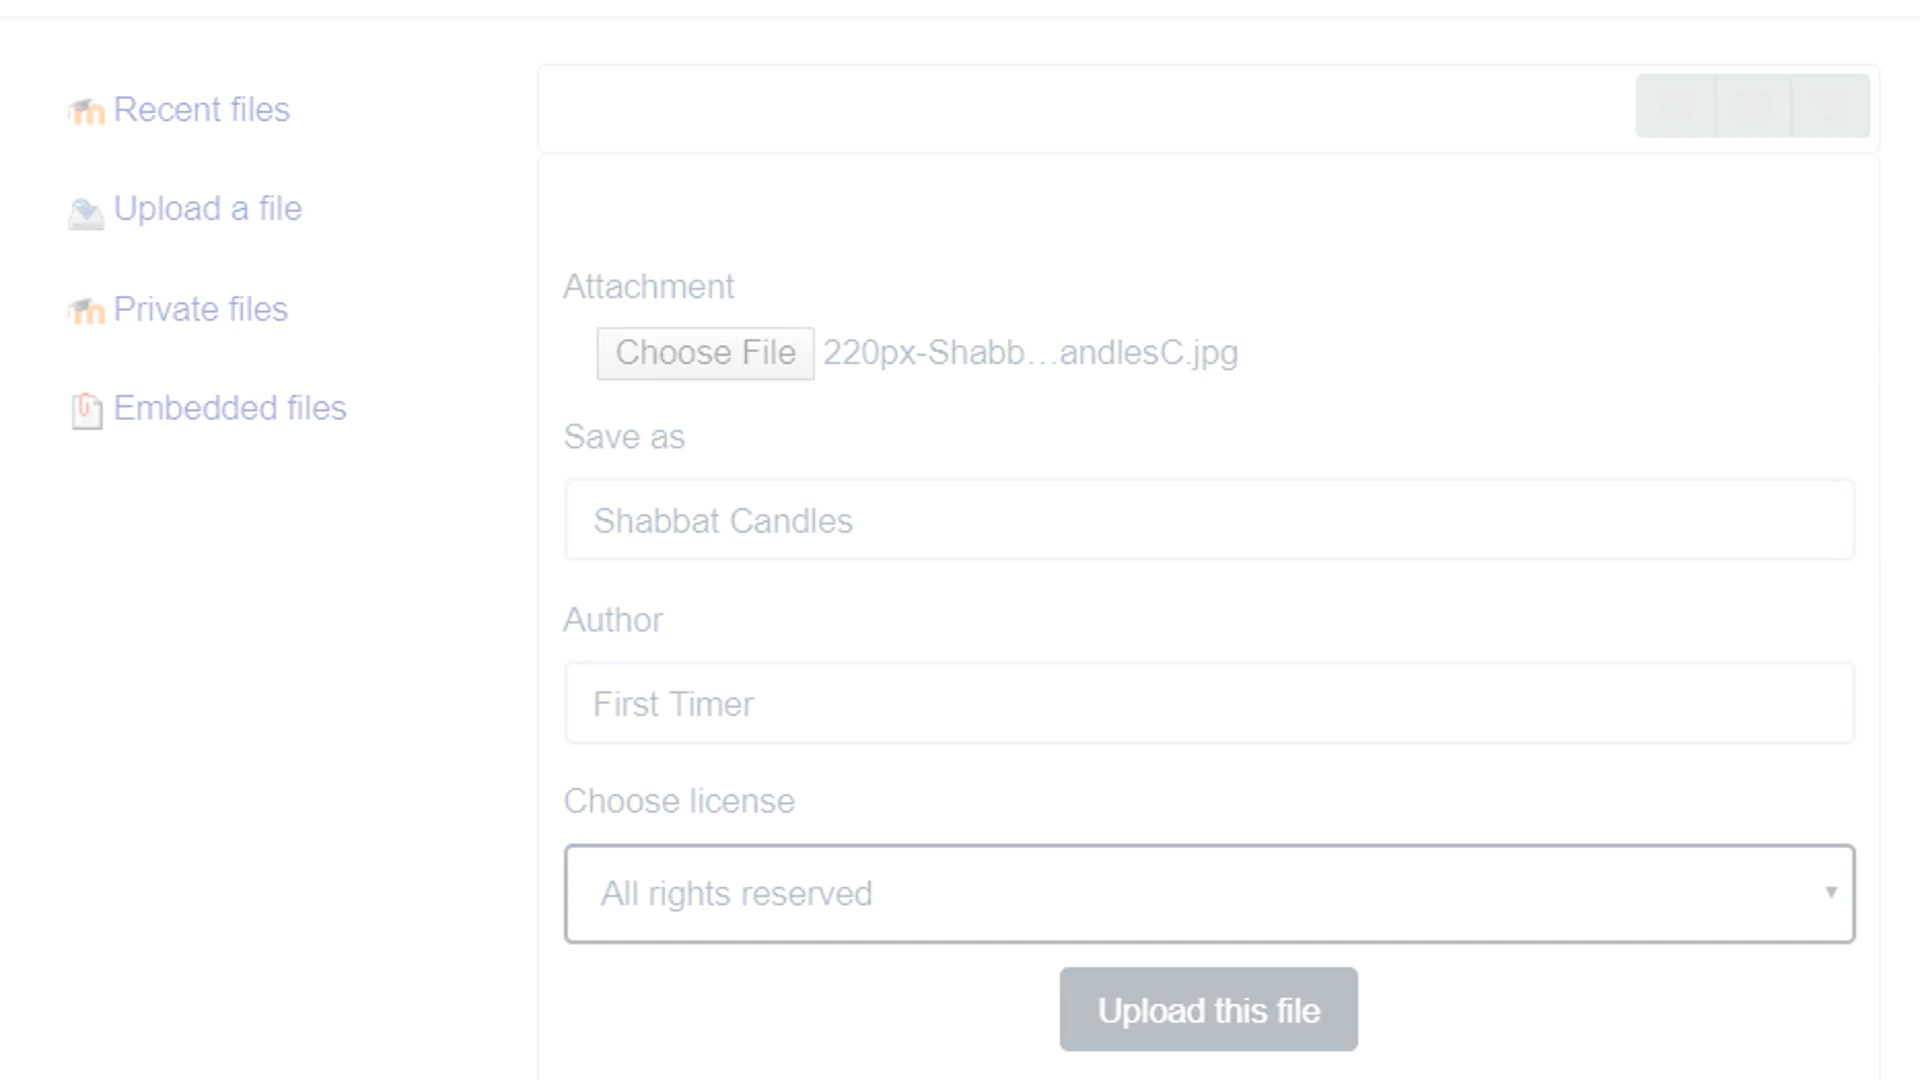 Recent files
Upload a file
Private files
Embedded files
Attachment
Choose File 220px-Shabb...andlesC.jpg
Save as
Shabbat Candles
Author
First Timer
Choose license
All rights reserved
Upload this file